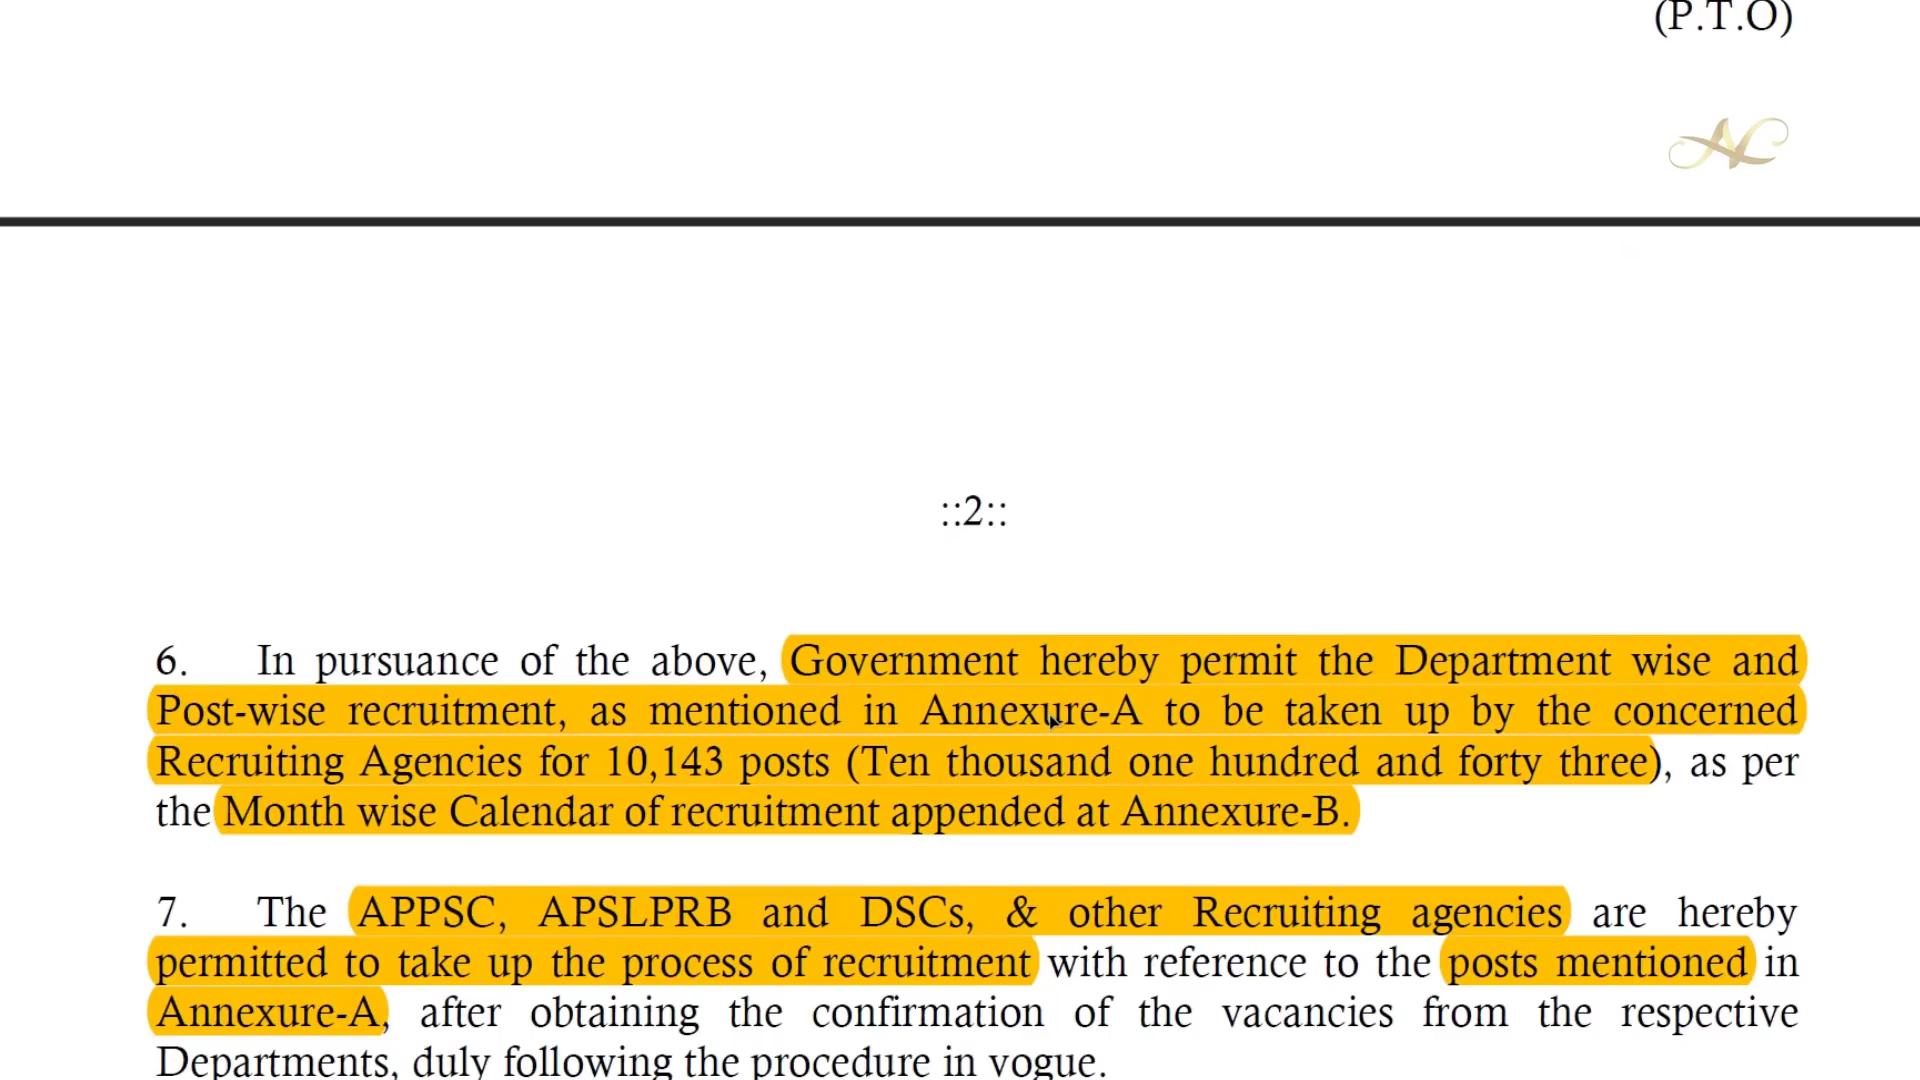 (P.T.O)
AC
::2::
6. In pursuance of the above, Government hereby permit the Department wise and
Post-wise recruitment, as mentioned in Annexure-A to be taken up by the concerned
Recruiting Agencies for 10,143 posts (Ten thousand one hundred and forty three), as per
the Month wise Calendar of recruitment appended at Annexure-B.
7. The APPSC, APSLPRB and DSCs, & other Recruiting agencies are hereby
permitted to take up the process of recruitment with reference to the posts mentioned in
Annexure-A, after obtaining the confirmation of the vacancies from the respective
Departments, duly following the procedure in vogue.